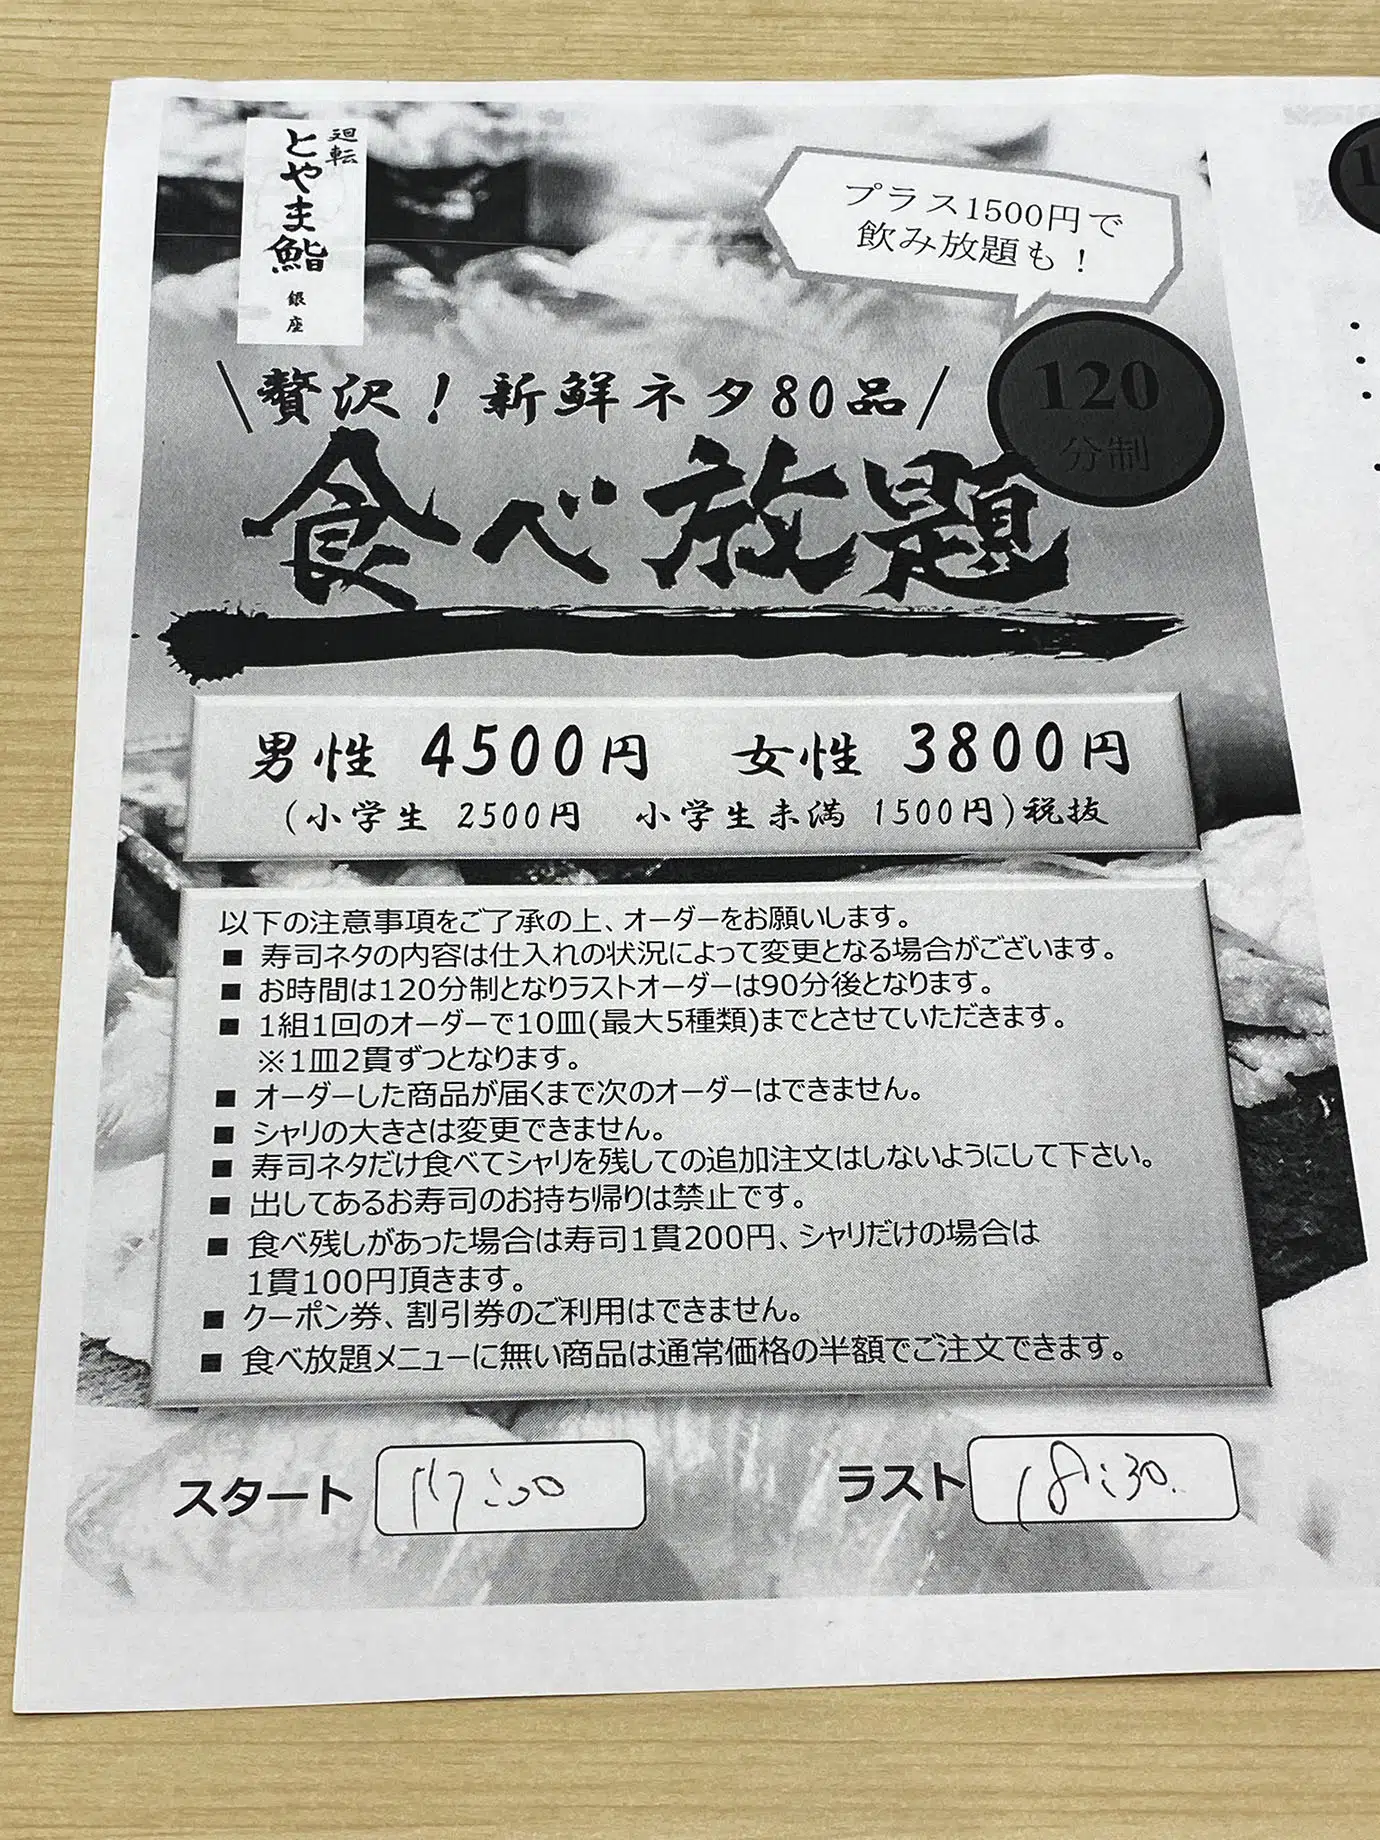 廻転
とやま鮨
銀座
プラス1500円で
飲み放題も！
120
分制
\贅沢！新鮮ネタ80品/
食べ放題
男性 4500円 女性 3800円
(小学生 2500円 小学生未満 1500円)税抜
以下の注意事項をご了承の上、オーダーをお願いします。
■ 寿司ネタの内容は仕入れの状況によって変更となる場合がございます。
■ お時間は120分制となりラストオーダーは90分後となります。
■ 1組1回のオーダーで10皿(最大5種類)までとさせていただきます。
※1皿2貫ずつとなります。
■ オーダーした商品が届くまで次のオーダーはできません。
■ シャリの大きさは変更できません。
■ 寿司ネタだけ食べてシャリを残しての追加注文はしないようにして下さい。
■ 出してあるお寿司のお持ち帰りは禁止です。
■ 食べ残しがあった場合は寿司1貫200円、シャリだけの場合は
1貫100円頂きます。
■ クーポン券、割引券のご利用はできません。
■ 食べ放題メニューに無い商品は通常価格の半額でご注文できます。
スタート 17:00 ラスト 18:30.